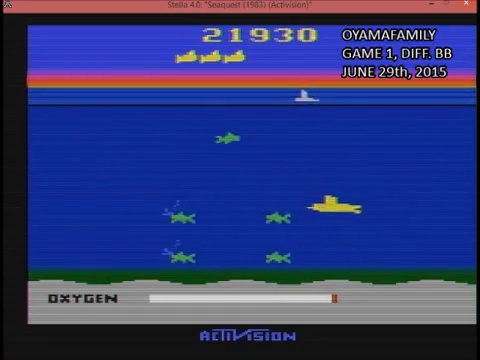 Stella 4.0: "Seaquest (1983) (Activision)"
21930
OYAMAFAMILY
GAME 1, DIFF. BB
JUNE 29th, 2015
OXYGEN
ACTIVISION